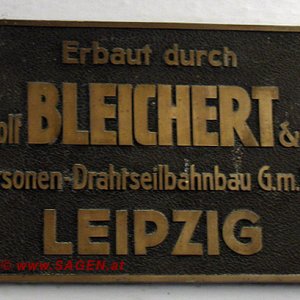 Erbaut durch
olf BLEICHERT &
rsonen-Drahtseilbahnbau G.m.
LEIPZIG
© www.SAGEN.at